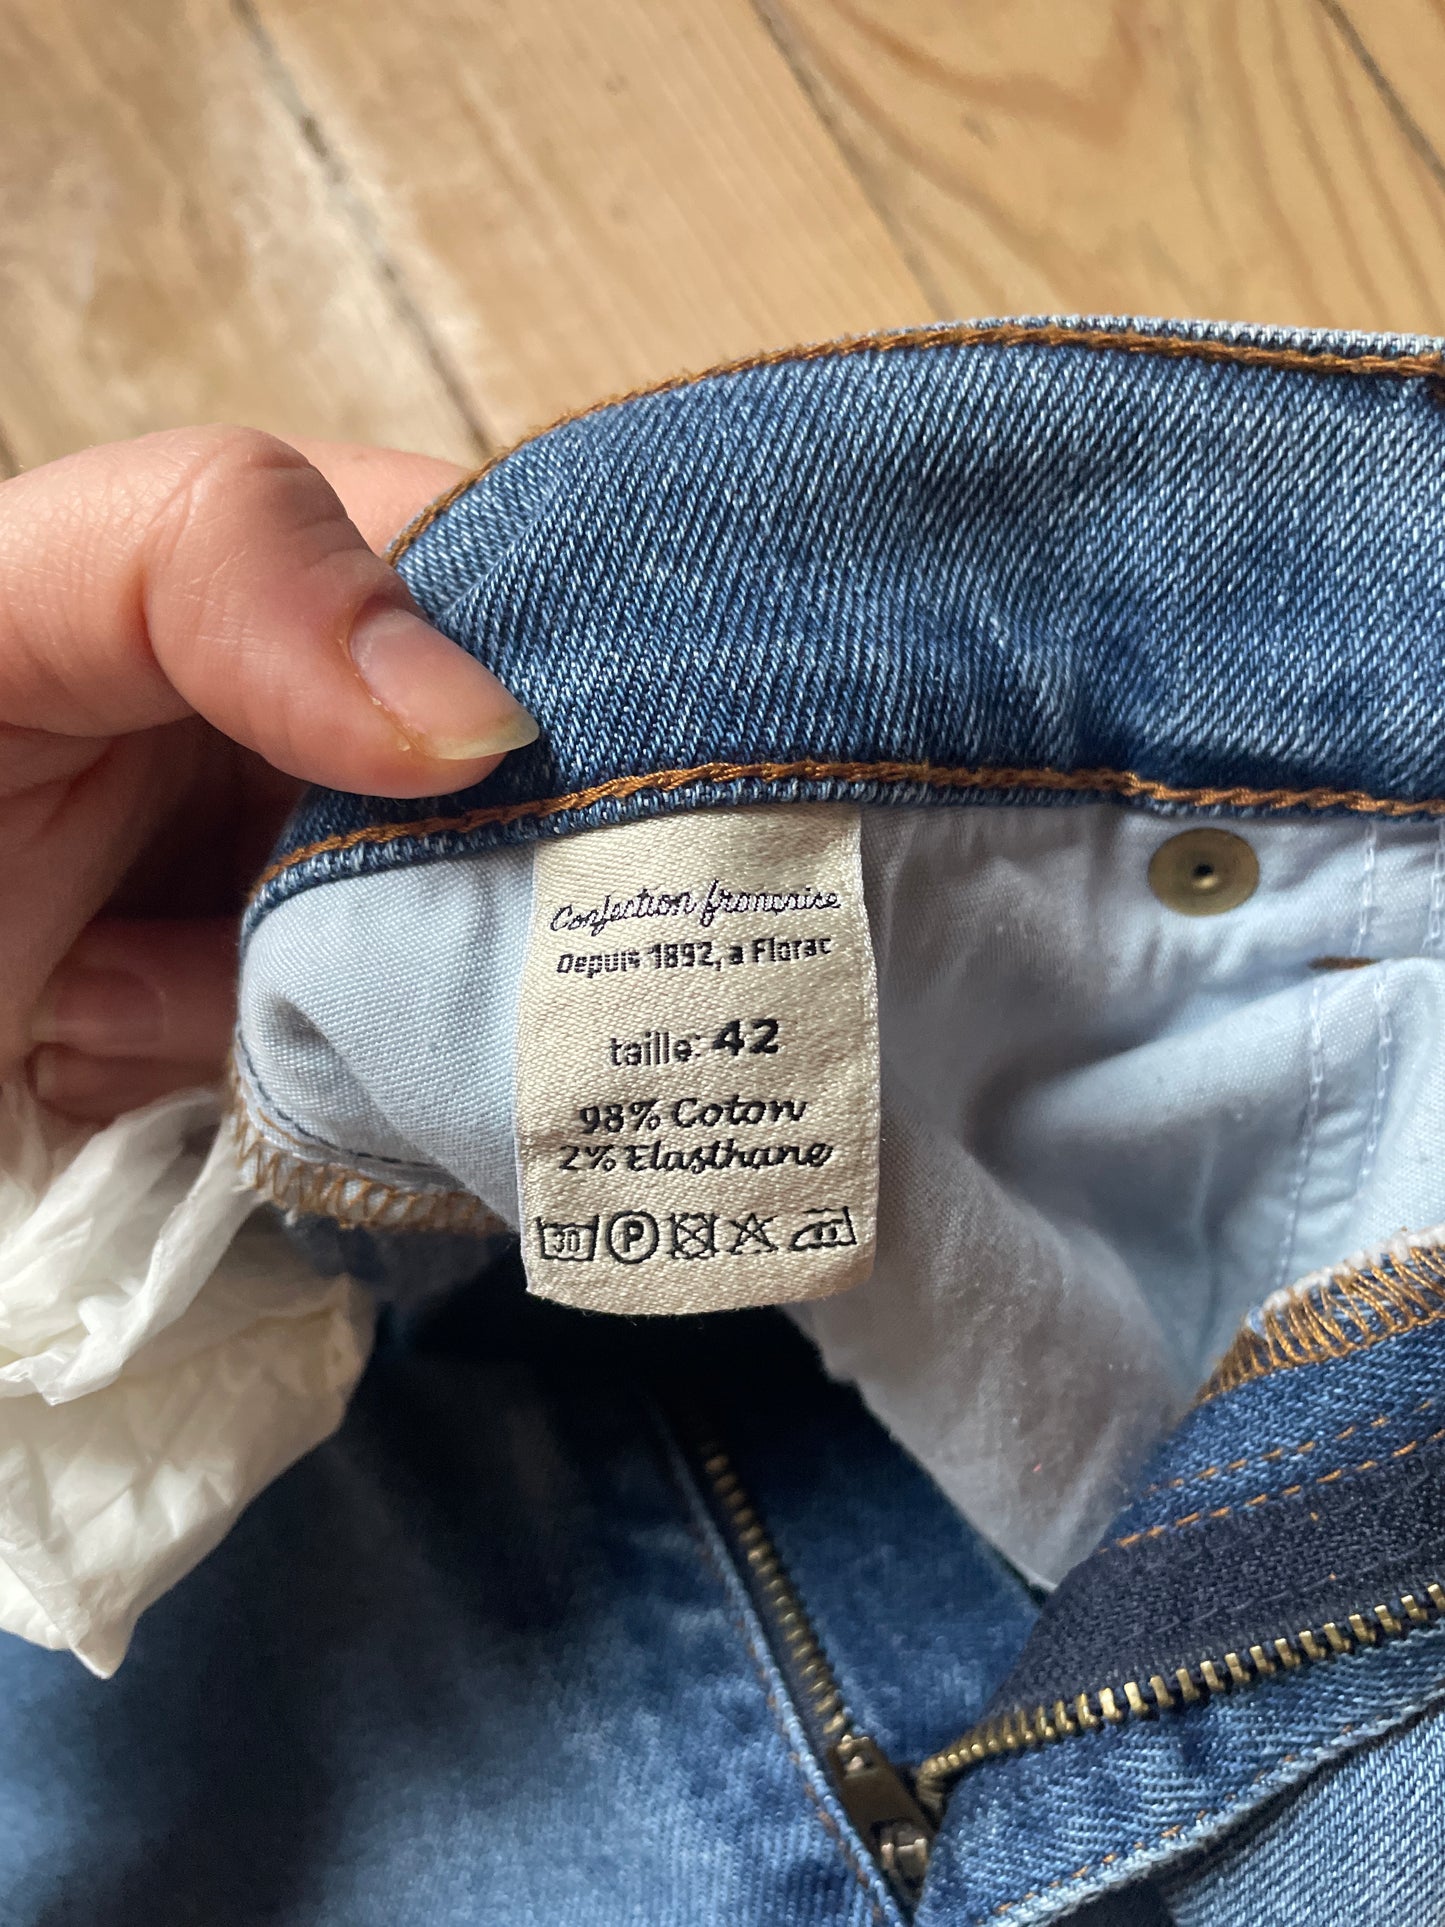 Confection française
Depuis 1892, a Florac
taille: 42
98% Coton
2% Elasthane
30 P